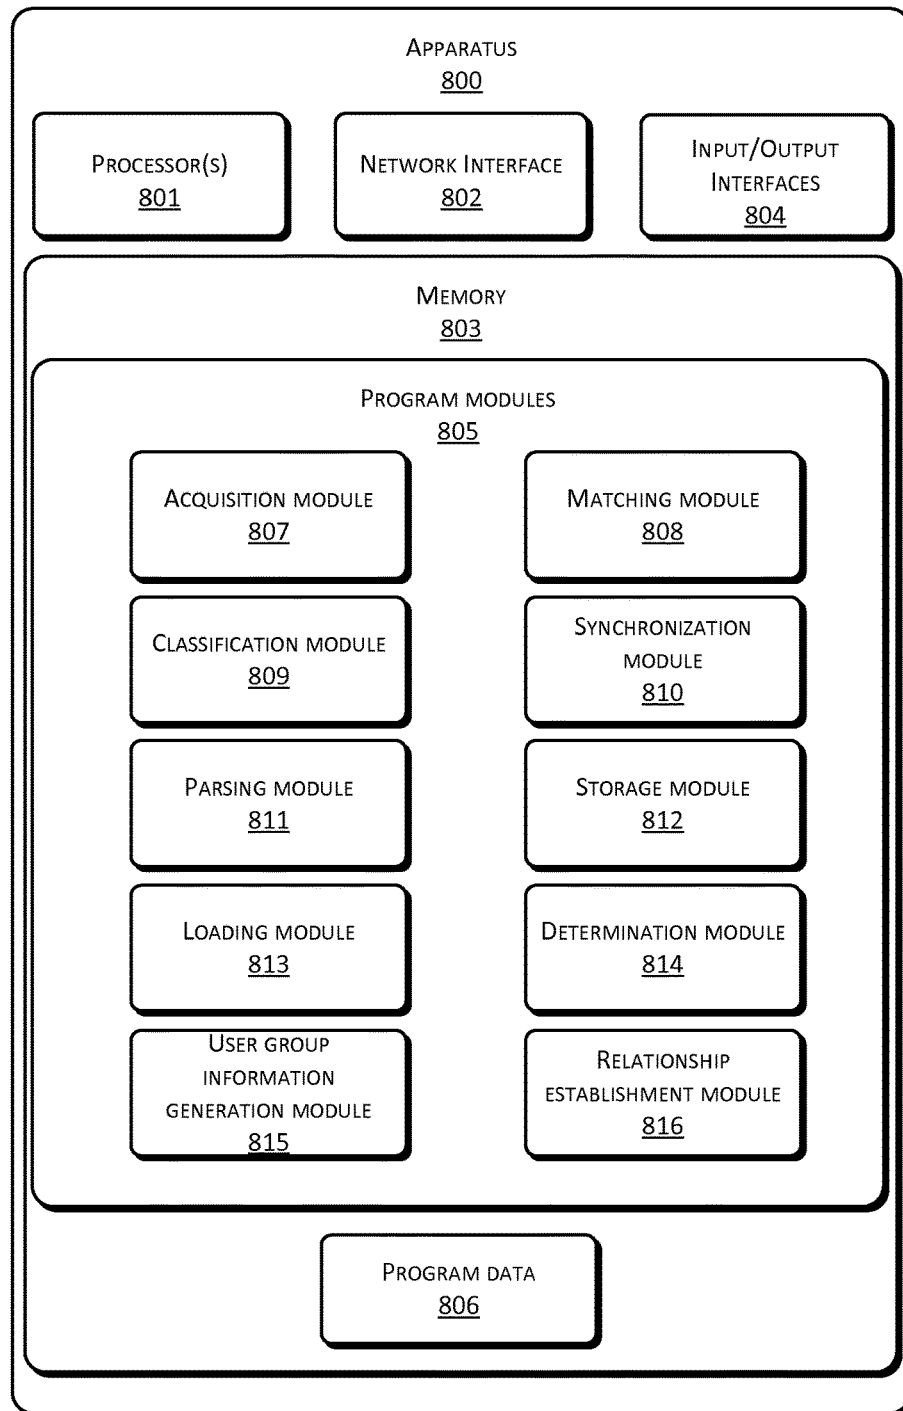 APPARATUS
800
PROCESSOR(S)
801
NETWORK INTERFACE
802
INPUT/OUTPUT
INTERFACES
804
MEMORY
803
PROGRAM MODULES
805
ACQUISITION MODULE
807
MATCHING MODULE
808
CLASSIFICATION MODULE
809
SYNCHRONIZATION
MODULE
810
PARSING MODULE
811
STORAGE MODULE
812
LOADING MODULE
813
DETERMINATION MODULE
814
USER GROUP
INFORMATION
GENERATION MODULE
815
RELATIONSHIP
ESTABLISHMENT MODULE
816
PROGRAM DATA
806